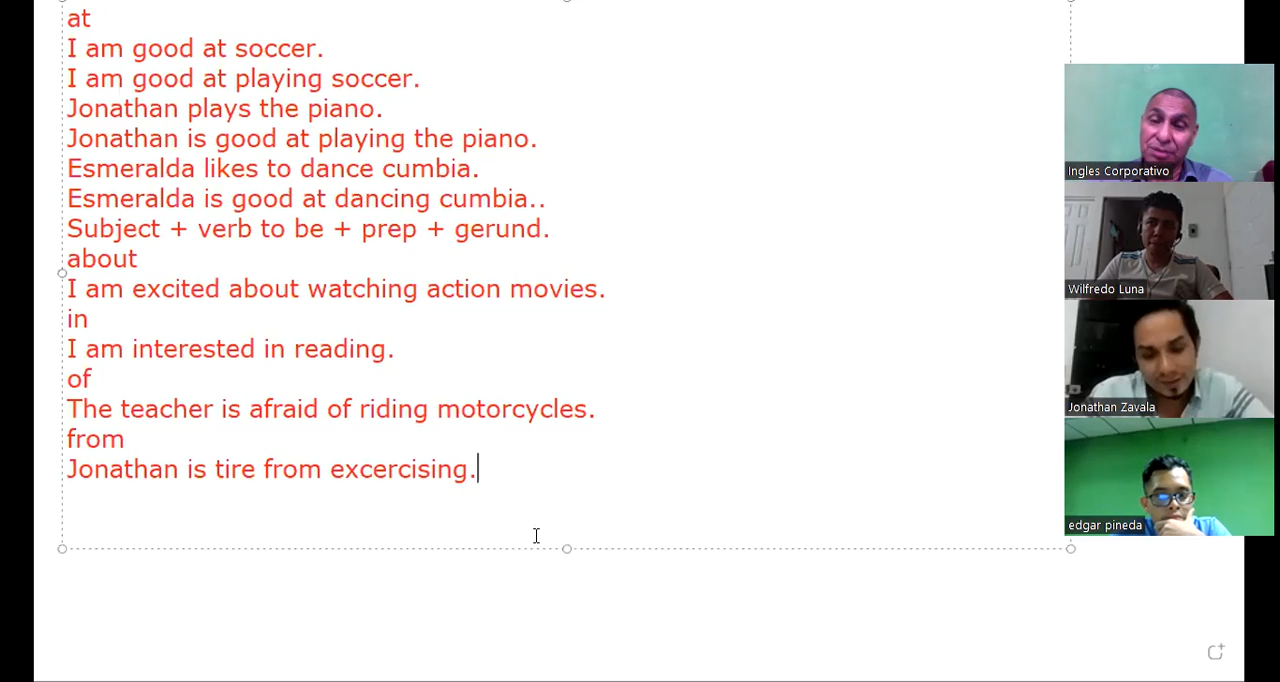 at
I am good at soccer.
I am good at playing soccer.
Jonathan plays the piano.
Jonathan is good at playing the piano.
Esmeralda likes to dance cumbia.
Esmeralda is good at dancing cumbia..
Subject + verb to be + prep + gerund.
about
I am excited about watching action movies.
in
I am interested in reading.
of
The teacher is afraid of riding motorcycles.
from
Jonathan is tire from excercising.
Ingles Corporativo
Wilfredo Luna
Jonathan Zavala
edgar pineda